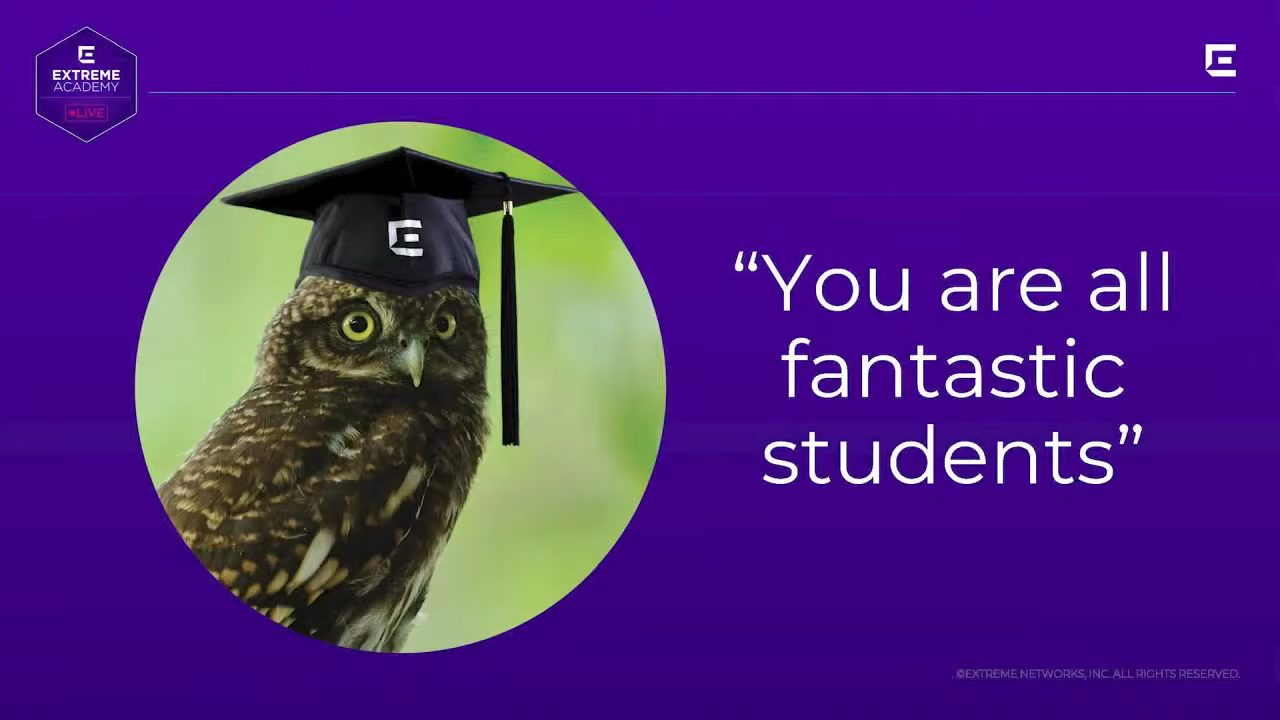 EXTREME
ACADEMY
LIVE
“You are all
fantastic
students”
©EXTREME NETWORKS, INC. ALL RIGHTS RESERVED.